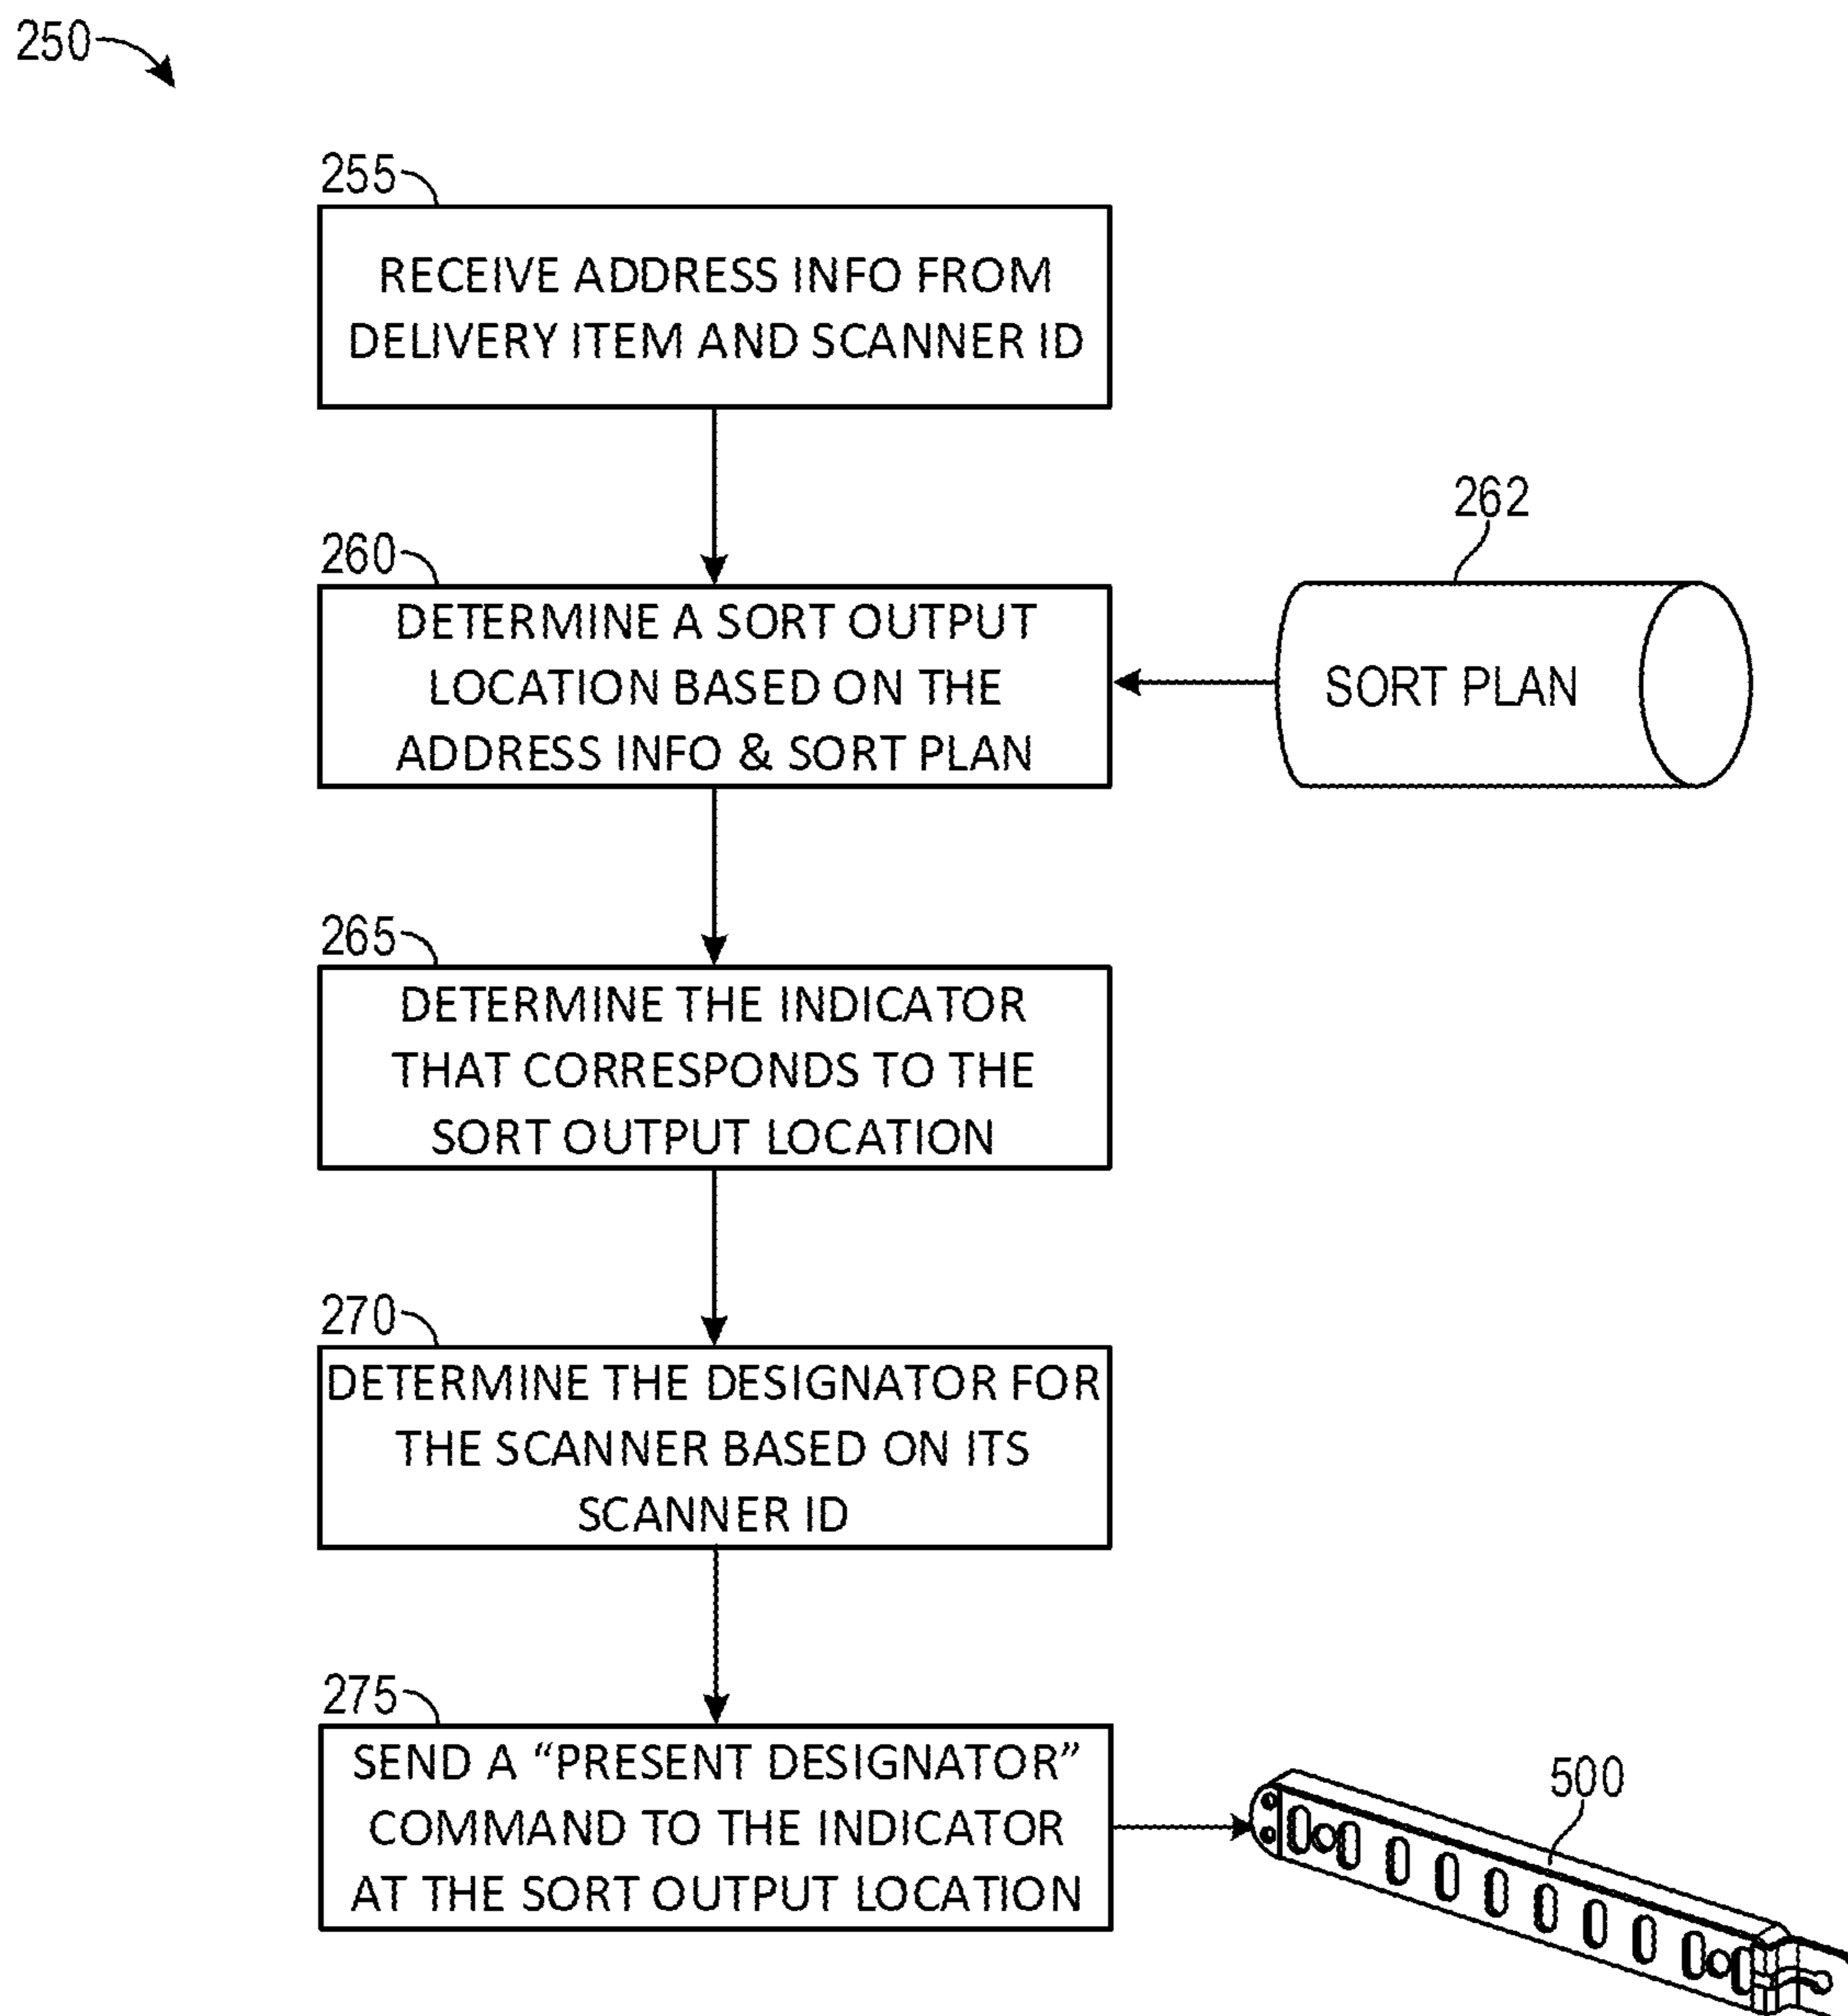 250
255
RECEIVE ADDRESS INFO FROM
DELIVERY ITEM AND SCANNER ID
260
DETERMINE A SORT OUTPUT
LOCATION BASED ON THE
ADDRESS INFO & SORT PLAN
262
SORT PLAN
265
DETERMINE THE INDICATOR
THAT CORRESPONDS TO THE
SORT OUTPUT LOCATION
270
DETERMINE THE DESIGNATOR FOR
THE SCANNER BASED ON ITS
SCANNER ID
275
SEND A “PRESENT DESIGNATOR”
COMMAND TO THE INDICATOR
AT THE SORT OUTPUT LOCATION
500